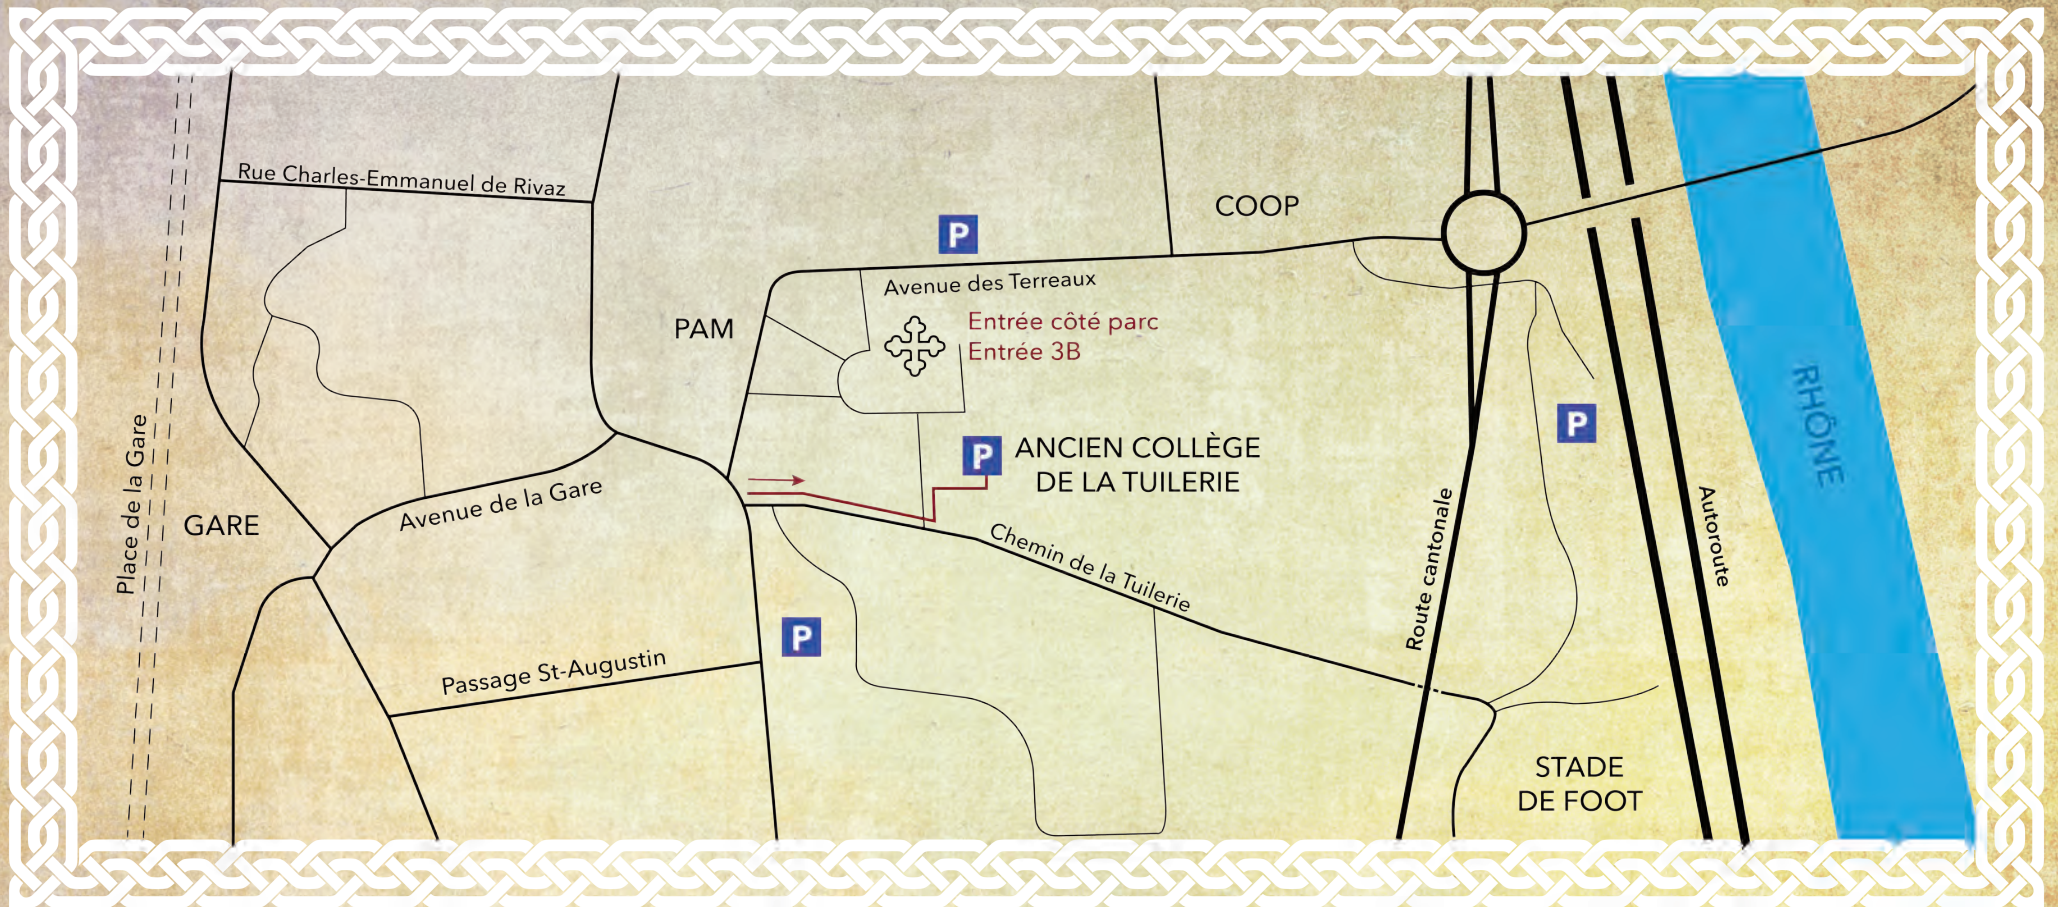 Rue Charles-Emmanuel de Rivaz
COOP
P
Avenue des Terreaux
PAM
Entrée côté parc
Entrée 3B
RHÔNE
P
P
ANCIEN COLLÈGE
DE LA TUILERIE
Place de la Gare
GARE
Avenue de la Gare
Chemin de la Tuilerie
Route cantonale
Autoroute
P
Passage St-Augustin
STADE
DE FOOT